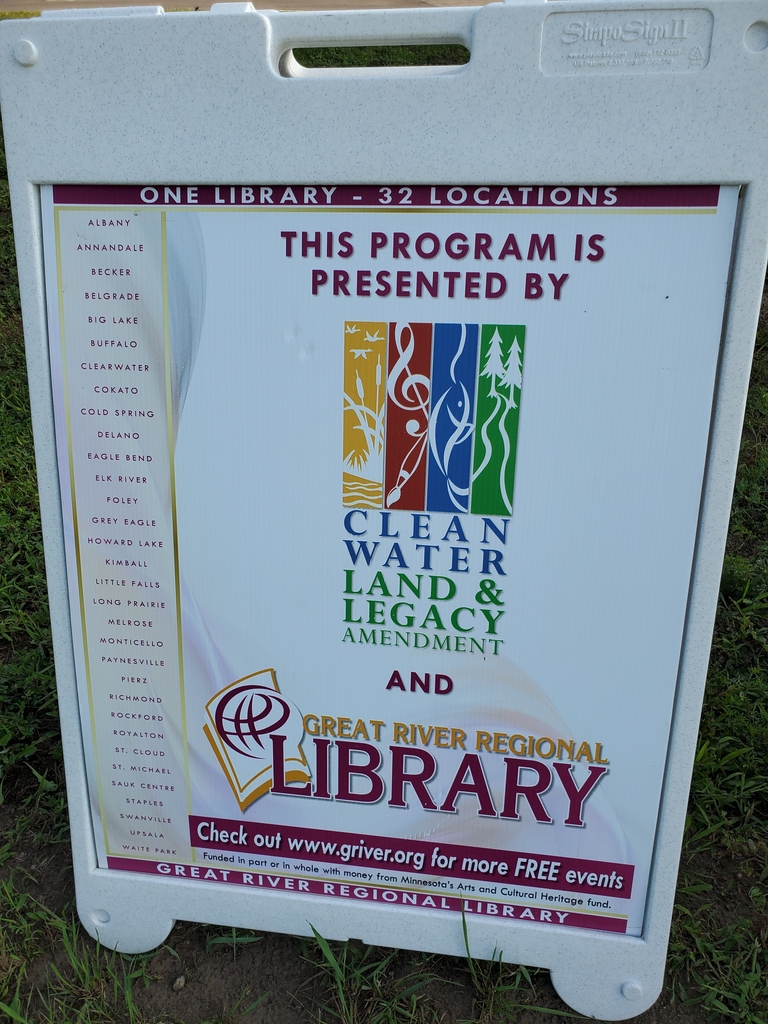 SimpoSign II
ONE LIBRARY - 32 LOCATIONS
ALBANY
ANNANDALE
BECKER
BELGRADE
BIG LAKE
BUFFALO
CLEARWATER
COKATO
COLD SPRING
DELANO
EAGLE BEND
ELK RIVER
FOLEY
GREY EAGLE
HOWARD LAKE
KIMBALL
LITTLE FALLS
LONG PRAIRIE
MELROSE
MONTICELLO
PAYNESVILLE
PIERZ
RICHMOND
ROCKFORD
ROYALTON
ST. CLOUD
ST. MICHAEL
SAUK CENTRE
STAPLES
SWANVILLE
UPSALA
WAITE PARK
THIS PROGRAM IS
PRESENTED BY
CLEAN
WATER
LAND &
LEGACY
AMENDMENT
AND
GREAT RIVER REGIONAL
LIBRARY
Check out www.griver.org for more FREE events
Funded in part or in whole with money from Minnesota's Arts and Cultural Heritage fund.
GREAT RIVER REGIONAL LIBRARY